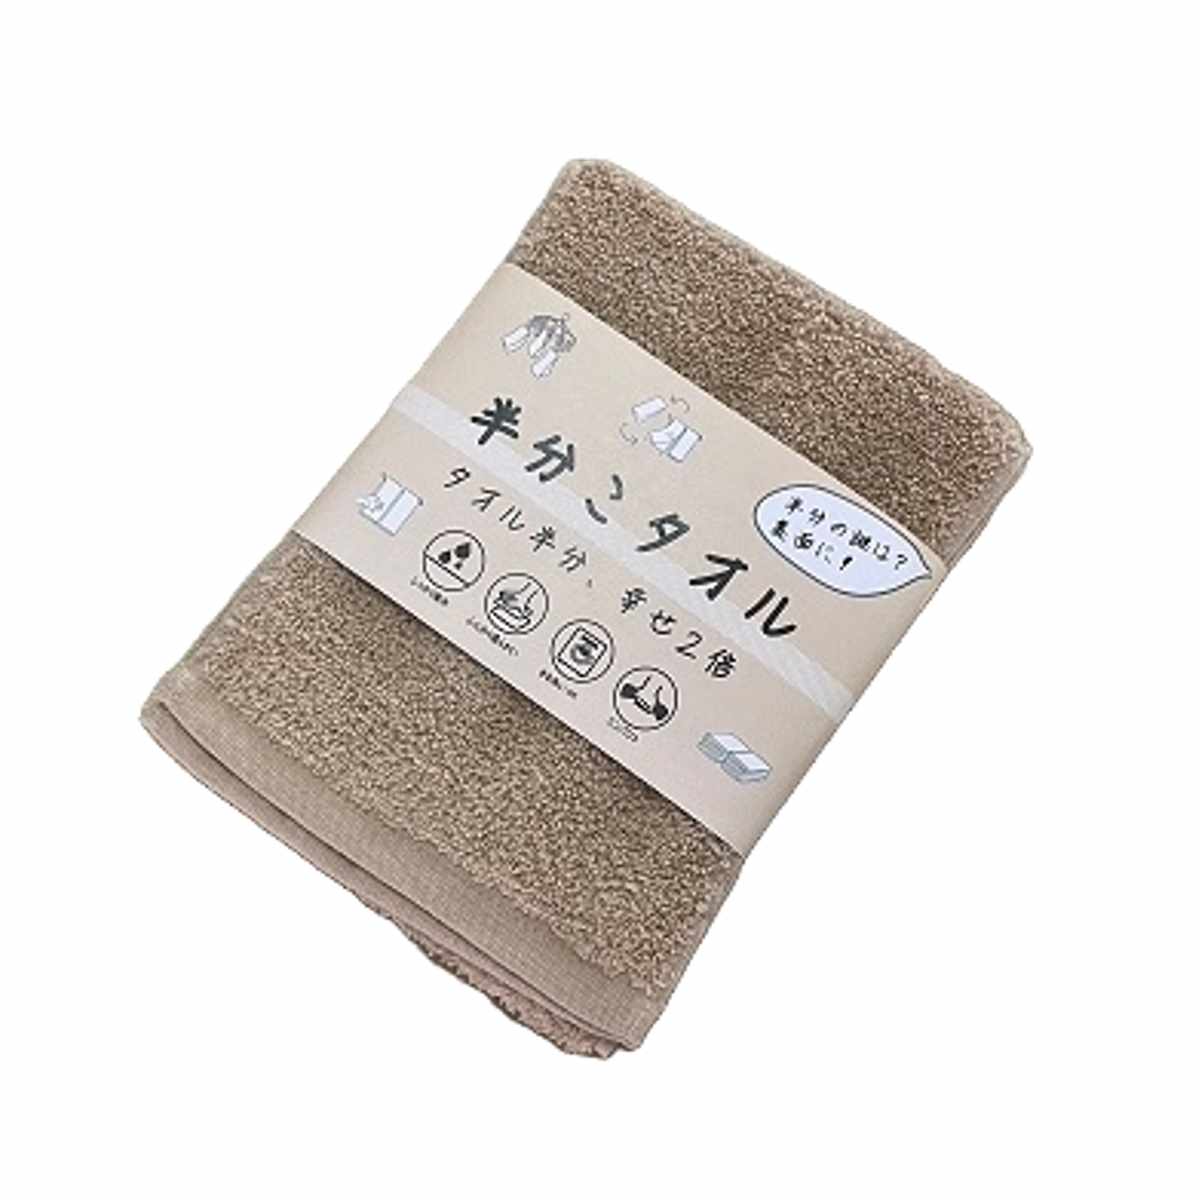 半分こタオル
タオル半分、幸せ2倍
半分の謎は?
裏面に!